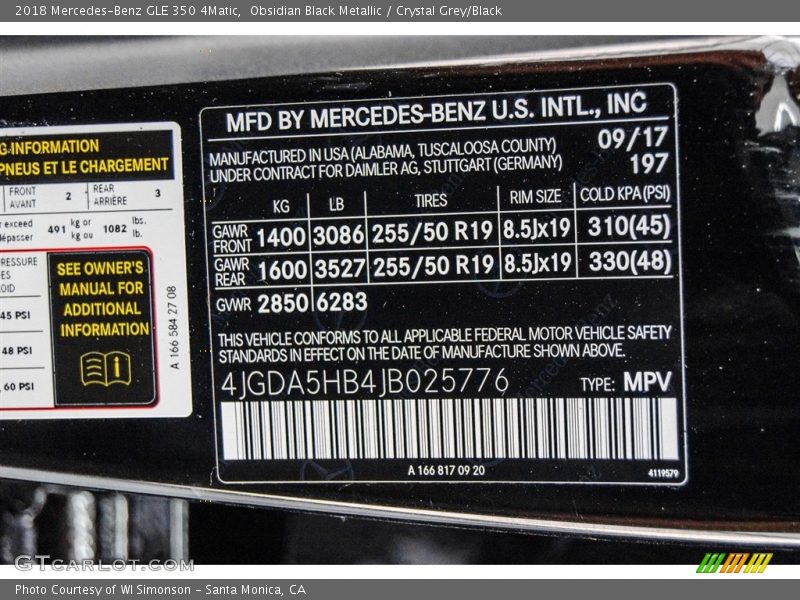 2018 Mercedes-Benz GLE 350 4Matic,  Obsidian Black Metallic / Crystal Grey/Black
G INFORMATION
PNEUS ET LE CHARGEMENT
FRONT AVANT 2 REAR ARRIÈRE 3
exceed 491 kg or 1082 lbs.
dépasser kg ou lb.
PRESSURE
45 PSI
48 PSI
60 PSI
SEE OWNER'S
MANUAL FOR
ADDITIONAL
INFORMATION
A 166 584 27 08
MFD BY MERCEDES-BENZ U.S. INTL., INC
MANUFACTURED IN USA (ALABAMA, TUSCALOOSA COUNTY) 09/17
UNDER CONTRACT FOR DAIMLER AG, STUTTGART (GERMANY) 197
KG LB TIRES RIM SIZE COLD KPA(PSI)
GAWR FRONT 1400 3086 255/50 R19 8.5Jx19 310(45)
GAWR REAR 1600 3527 255/50 R19 8.5Jx19 330(48)
GVWR 2850 6283
THIS VEHICLE CONFORMS TO ALL APPLICABLE FEDERAL MOTOR VEHICLE SAFETY
STANDARDS IN EFFECT ON THE DATE OF MANUFACTURE SHOWN ABOVE.
4JGDA5HB4JB025776 TYPE: MPV
A 166 817 09 20 4119579
GTCARLOT.COM
Photo Courtesy of WI Simonson - Santa Monica, CA